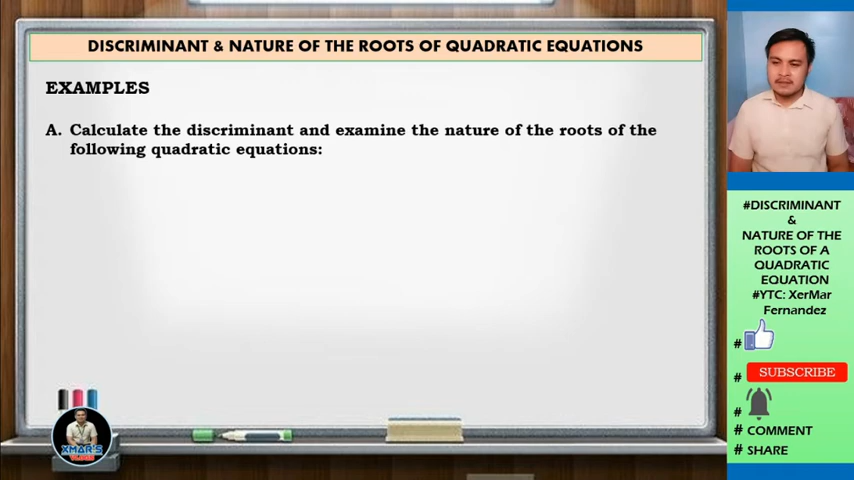 DISCRIMINANT & NATURE OF THE ROOTS OF QUADRATIC EQUATIONS
EXAMPLES
A. Calculate the discriminant and examine the nature of the roots of the
following quadratic equations:
#DISCRIMINANT
&
NATURE OF THE
ROOTS OF A
QUADRATIC
EQUATION
#YTC: XerMar
Fernandez
#
# SUBSCRIBE
#
# COMMENT
# SHARE
XMAR'S